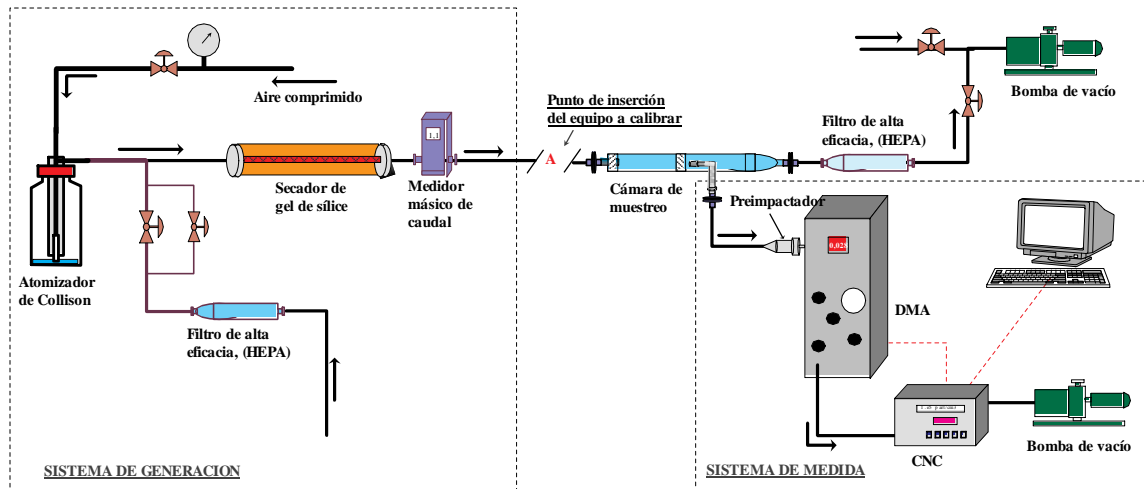 Aire comprimido
Punto de inserción
del equipo a calibrar
A
Bomba de vacío
Filtro de alta
eficacia, (HEPA)
1.1
Secador de
gel de sílice
Medidor
másico de
caudal
Cámara de
muestreo
Preimpactador
0,028
Atomizador
de Collison
Filtro de alta
eficacia, (HEPA)
DMA
CNC
Bomba de vacío
SISTEMA DE GENERACION
SISTEMA DE MEDIDA